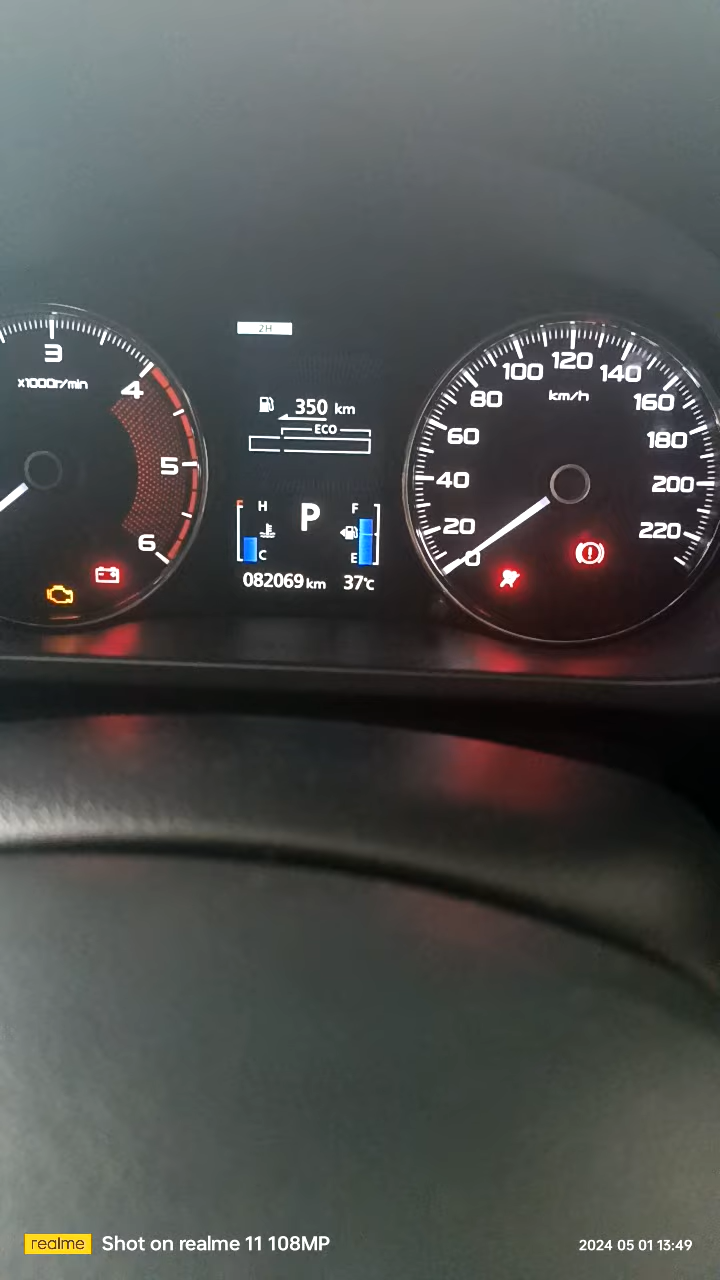 2H
3
x1000r/min
4
5
6
350 km
ECO
F H
C
P
F
E
082069 km 37℃
0
20
40
60
80
100
120
140
160
180
200
220
km/h
realme Shot on realme 11 108MP
2024 05 01 13:49